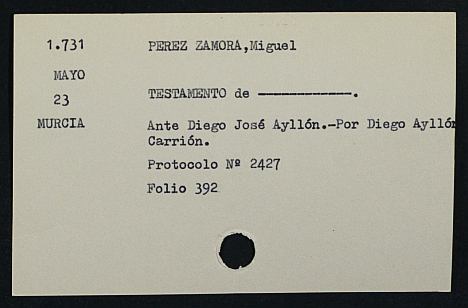 1.731 PEREZ ZAMORA,Miguel
MAYO
23 TESTAMENTO de ------------.
MURCIA Ante Diego José Ayllón.-Por Diego Ayllón
Carrión.
Protocolo Nº 2427
Folio 392